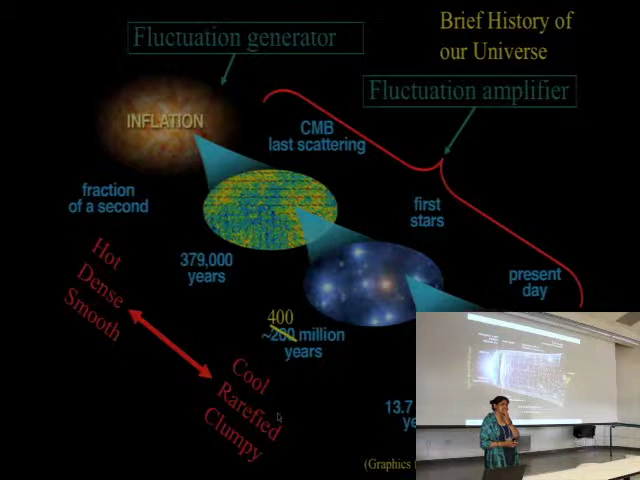 Brief History of
our Universe
Fluctuation generator
Fluctuation amplifier
INFLATION
CMB
last scattering
fraction
of a second
first
stars
379,000
years
present
day
Hot
Dense
Smooth
400
~200 million
years
Cool
Rarefied
Clumpy
13.7
(Graphics